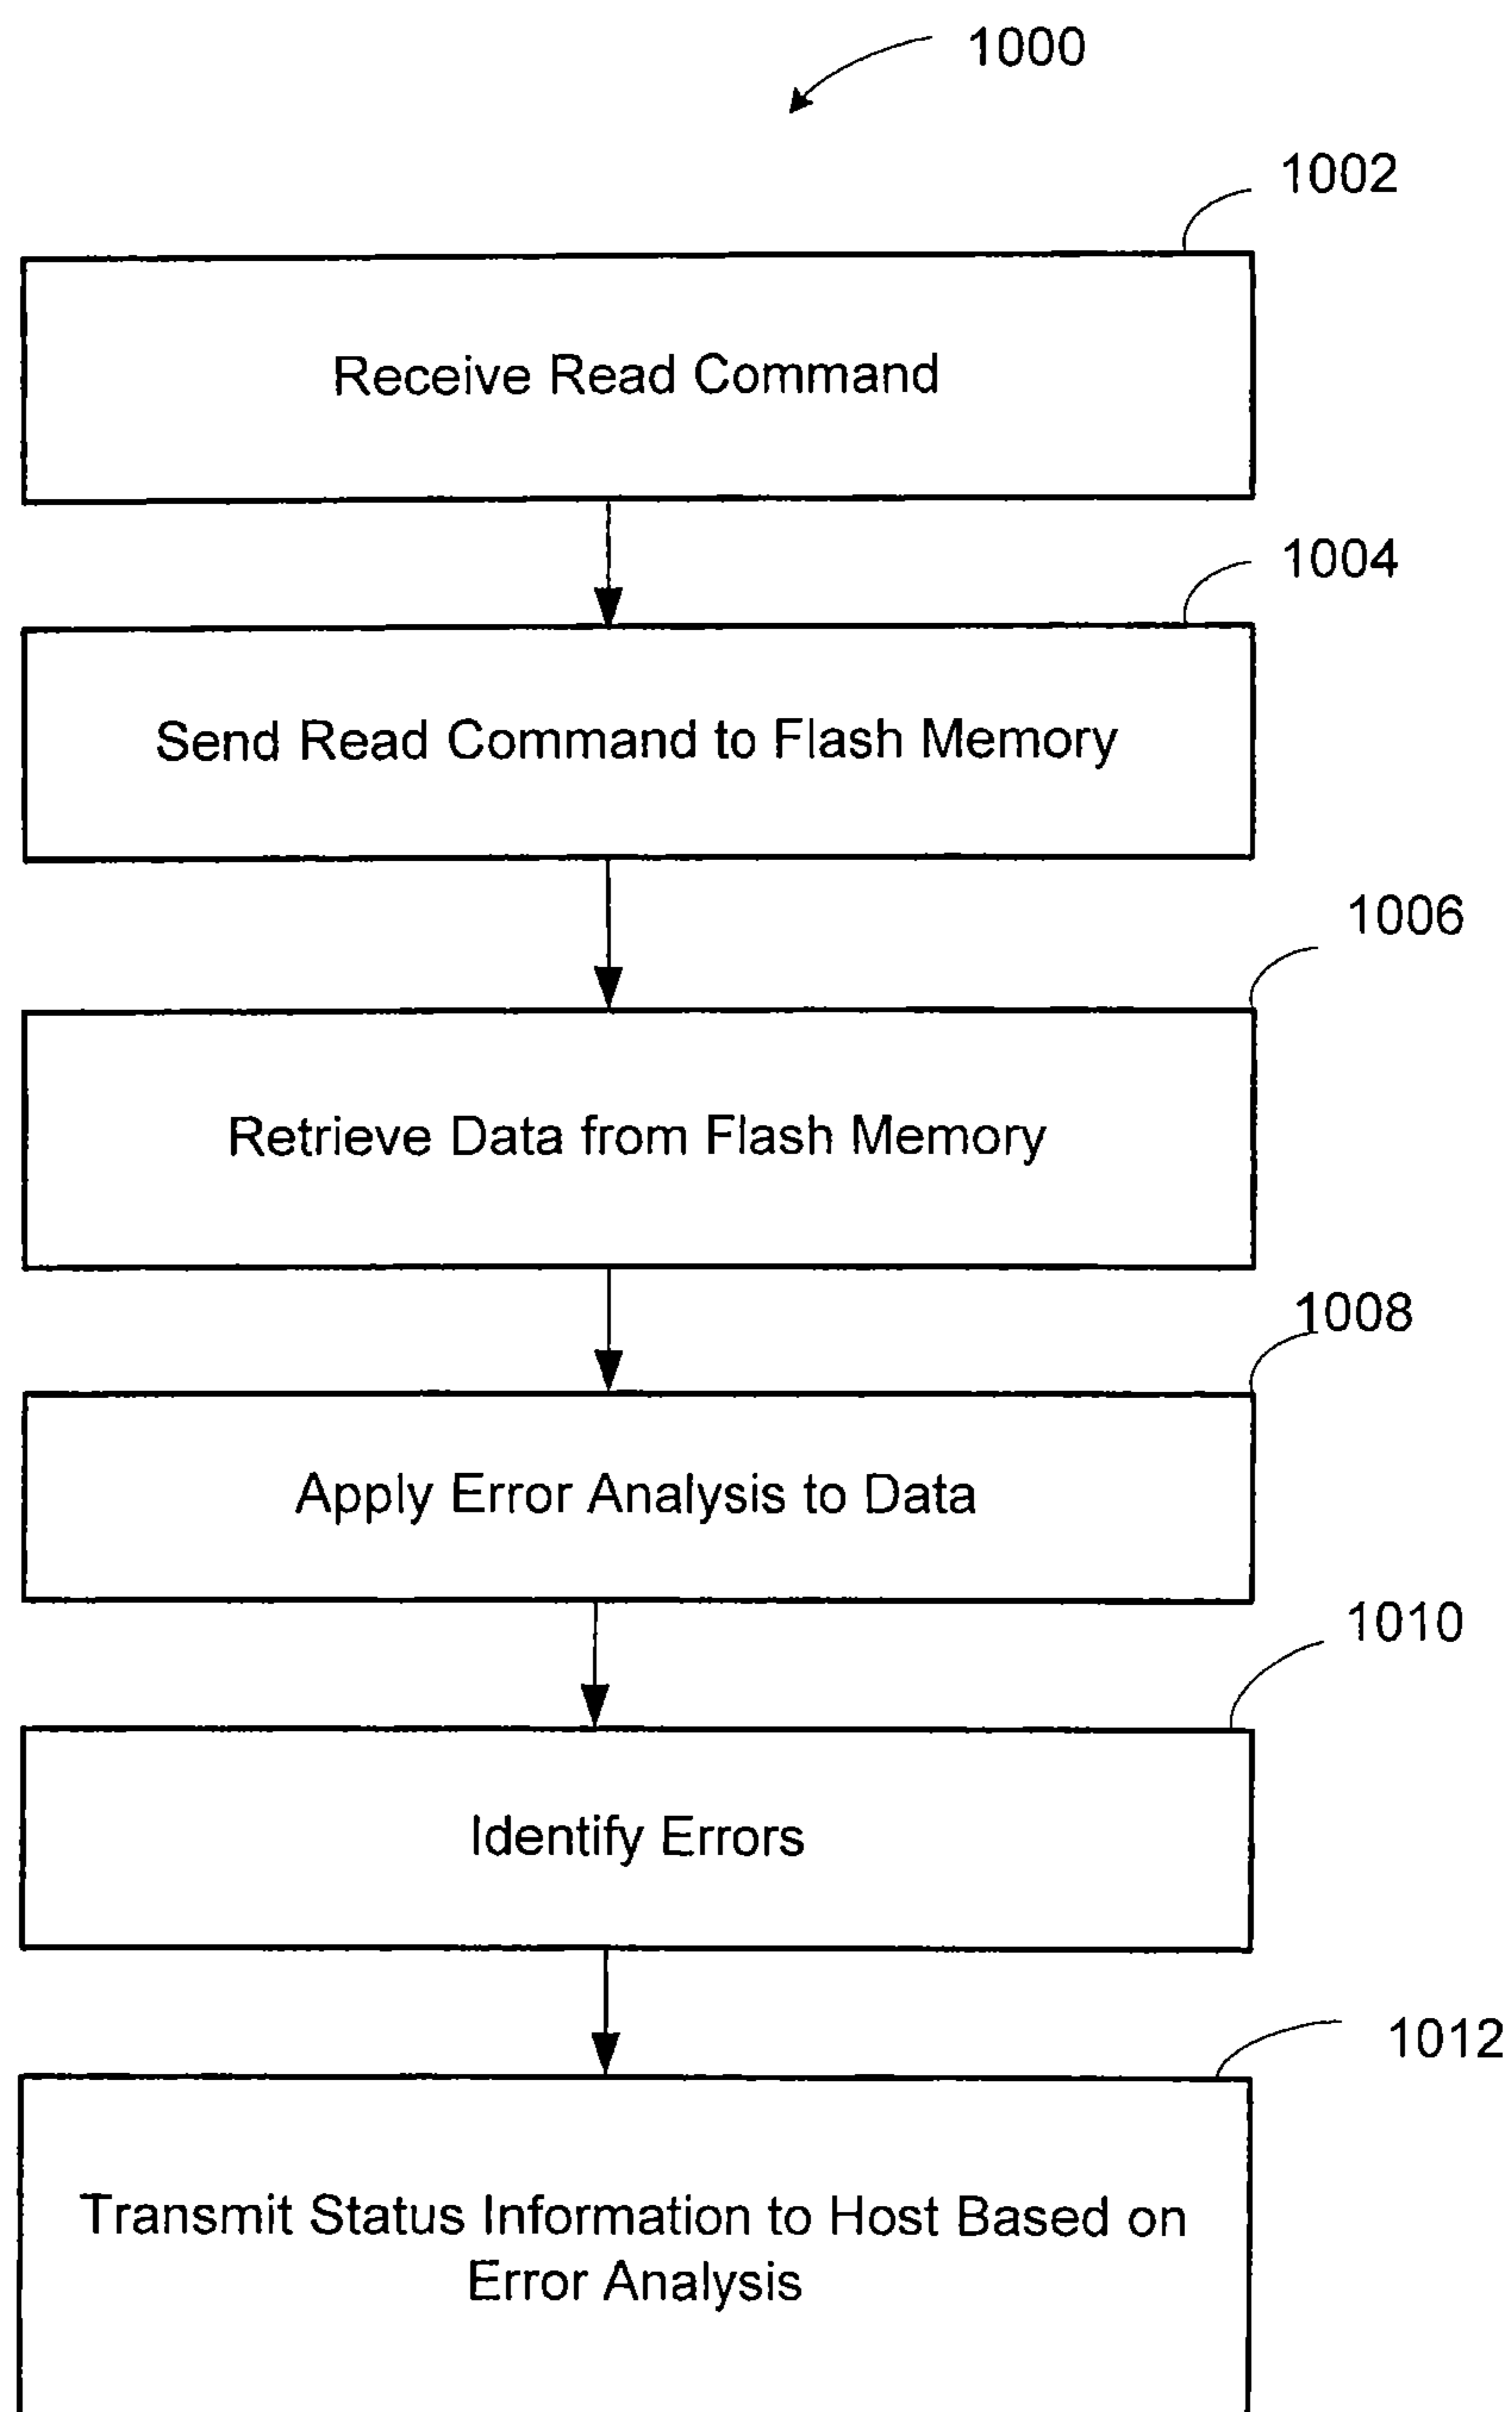 1000
1002
Receive Read Command
1004
Send Read Command to Flash Memory
1006
Retrieve Data from Flash Memory
1008
Apply Error Analysis to Data
1010
Identify Errors
1012
Transmit Status Information to Host Based on
Error Analysis